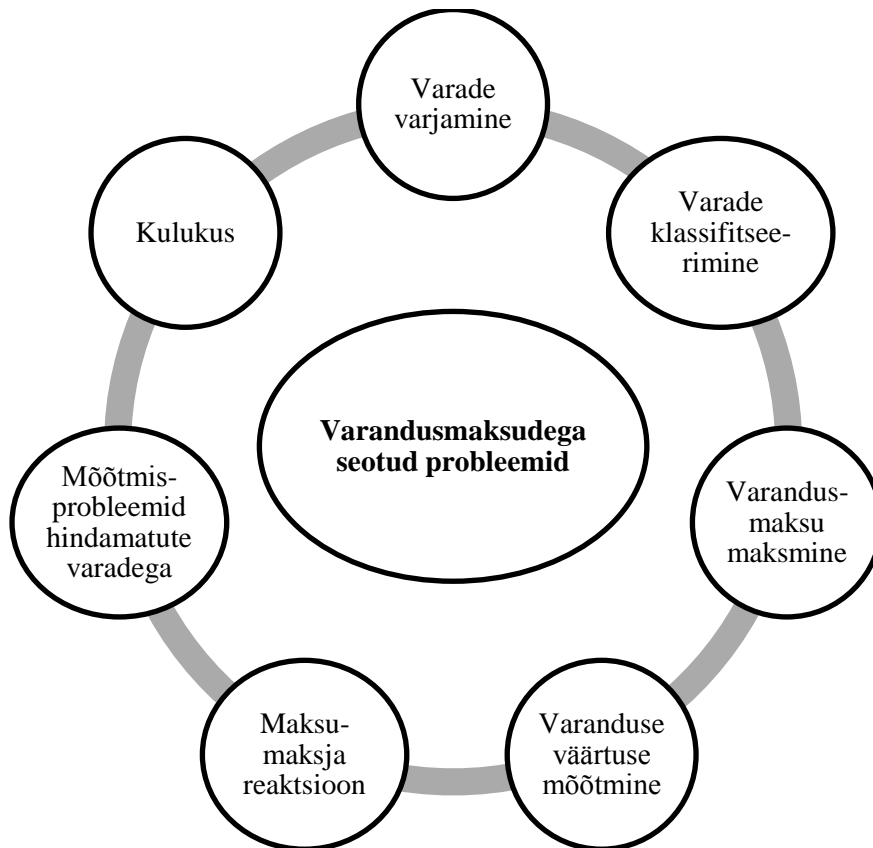 Varade
varjamine
Varade
klassifitsee-
rimine
Varandus-
maksu
maksmine
Varanduse
väärtuse
mõõtmine
Maksu-
maksja
reaktsioon
Mõõtmis-
probleemid
hindamatute
varadega
Kulukus
Varandusmaksudega
seotud probleemid